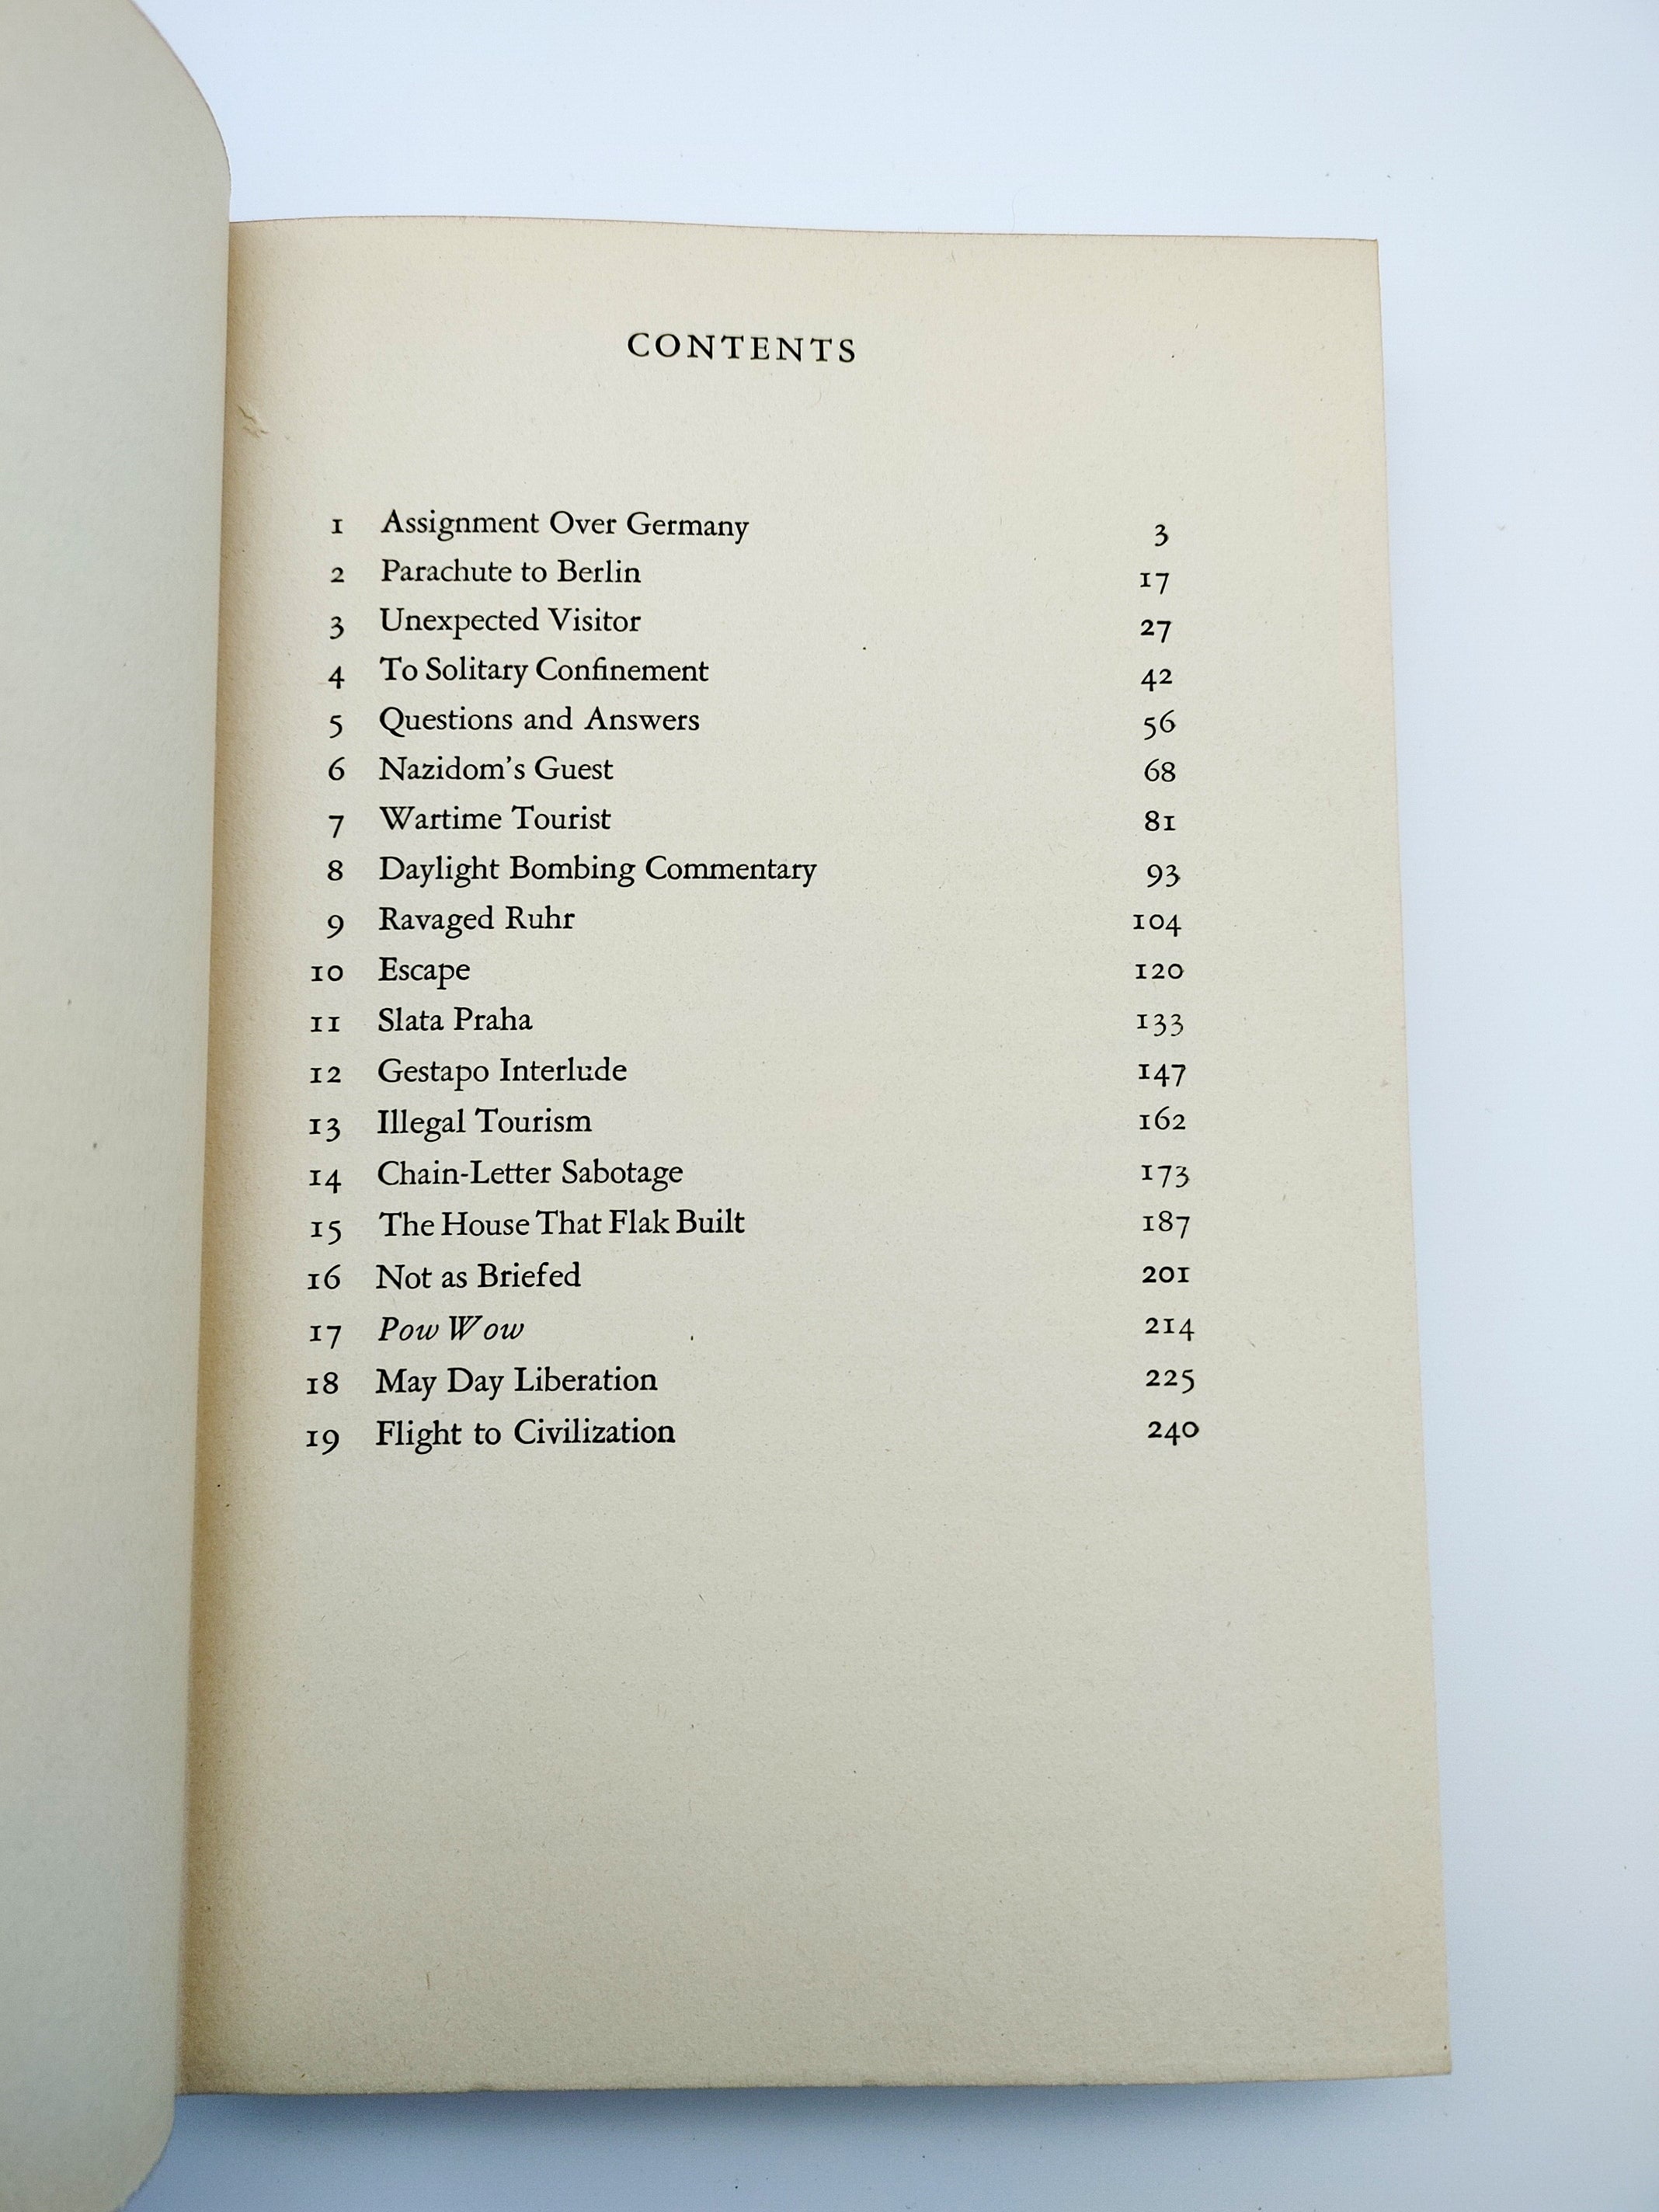 CONTENTS
1 Assignment Over Germany 3
2 Parachute to Berlin 17
3 Unexpected Visitor 27
4 To Solitary Confinement 42
5 Questions and Answers 56
6 Nazidom's Guest 68
7 Wartime Tourist 81
8 Daylight Bombing Commentary 93
9 Ravaged Ruhr 104
10 Escape 120
11 Slata Praha 133
12 Gestapo Interlude 147
13 Illegal Tourism 162
14 Chain-Letter Sabotage 173
15 The House That Flak Built 187
16 Not as Briefed 201
17 Pow Wow 214
18 May Day Liberation 225
19 Flight to Civilization 240